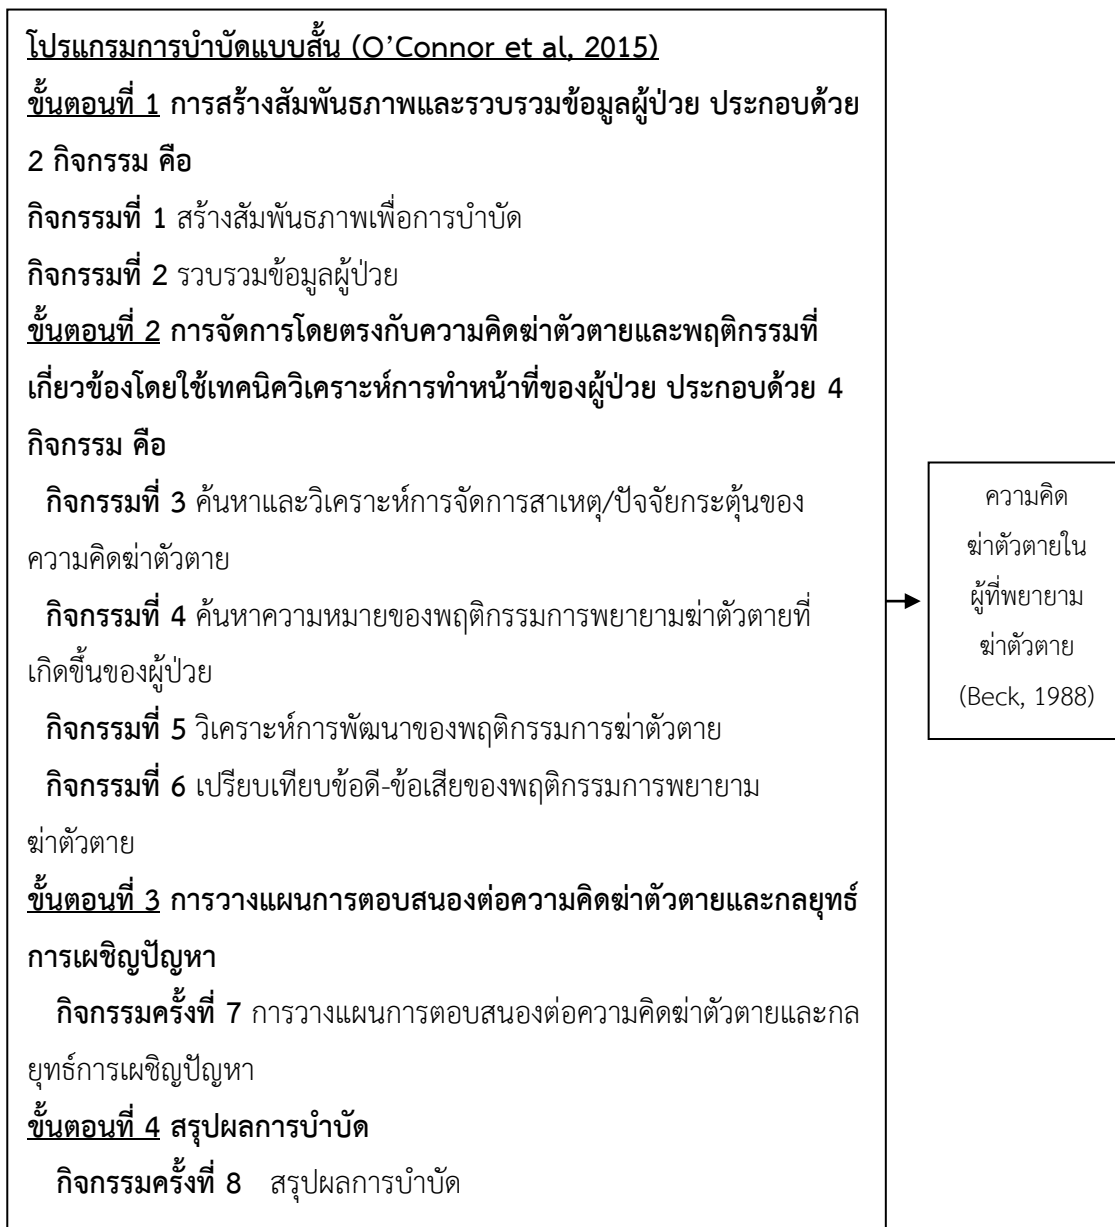 โปรแกรมการบำบัดแบบสั้น (O’Connor et al, 2015)
ขั้นตอนที่ 1 การสร้างสัมพันธภาพและรวบรวมข้อมูลผู้ป่วย ประกอบด้วย
2 กิจกรรม คือ
กิจกรรมที่ 1 สร้างสัมพันธภาพเพื่อการบำบัด
กิจกรรมที่ 2 รวบรวมข้อมูลผู้ป่วย
ขั้นตอนที่ 2 การจัดการโดยตรงกับความคิดฆ่าตัวตายและพฤติกรรมที่
เกี่ยวข้องโดยใช้เทคนิควิเคราะห์การทำหน้าที่ของผู้ป่วย ประกอบด้วย 4
กิจกรรม คือ
กิจกรรมที่ 3 ค้นหาและวิเคราะห์การจัดการสาเหตุ/ปัจจัยกระตุ้นของ
ความคิดฆ่าตัวตาย
กิจกรรมที่ 4 ค้นหาความหมายของพฤติกรรมการพยายามฆ่าตัวตายที่
เกิดขึ้นของผู้ป่วย
กิจกรรมที่ 5 วิเคราะห์การพัฒนาของพฤติกรรมการฆ่าตัวตาย
กิจกรรมที่ 6 เปรียบเทียบข้อดี-ข้อเสียของพฤติกรรมการพยายาม
ฆ่าตัวตาย
ขั้นตอนที่ 3 การวางแผนการตอบสนองต่อความคิดฆ่าตัวตายและกลยุทธ์
การเผชิญปัญหา
กิจกรรมครั้งที่ 7 การวางแผนการตอบสนองต่อความคิดฆ่าตัวตายและกล
ยุทธ์การเผชิญปัญหา
ขั้นตอนที่ 4 สรุปผลการบำบัด
กิจกรรมครั้งที่ 8 สรุปผลการบำบัด
ความคิด
ฆ่าตัวตายใน
ผู้ที่พยายาม
ฆ่าตัวตาย
(Beck, 1988)